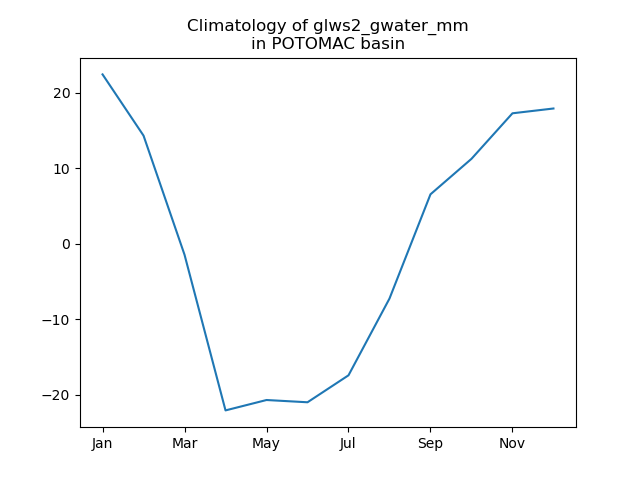 Climatology of glws2_gwater_mm
in POTOMAC basin
20
10
0
−10
−20
Jan
Mar
May
Jul
Sep
Nov